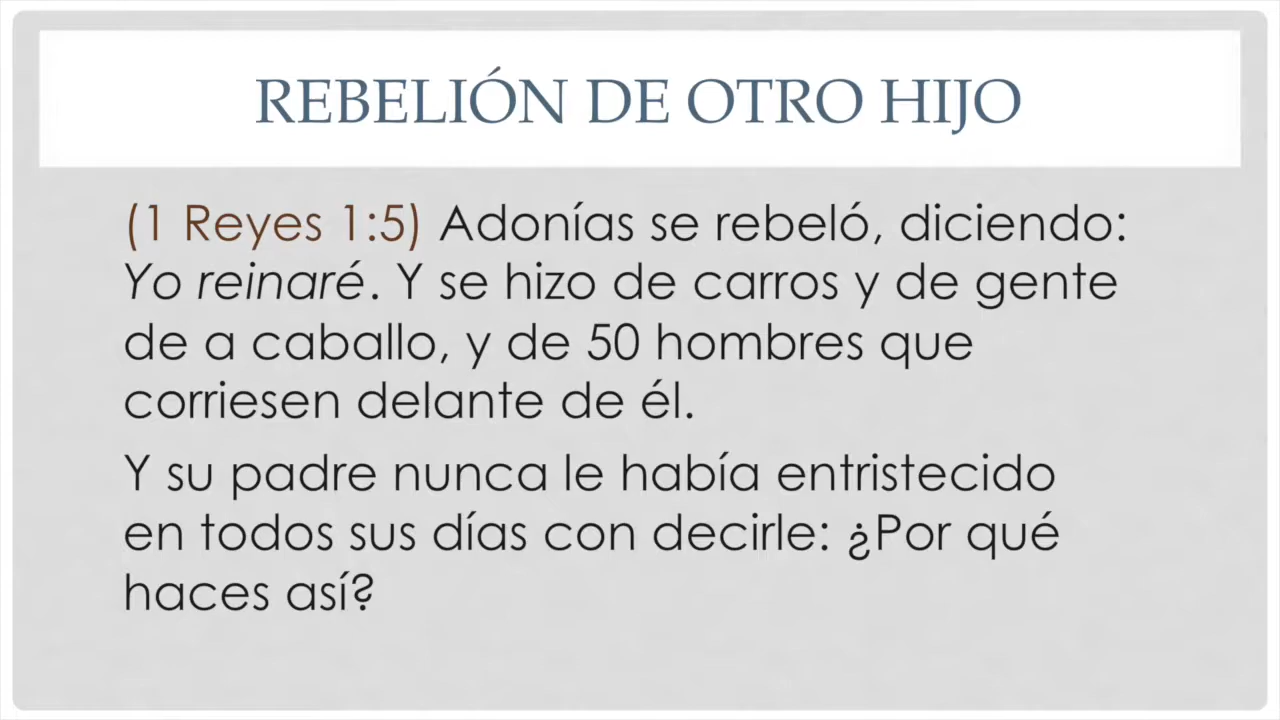 REBELIÓN DE OTRO HIJO
(1 Reyes 1:5) Adonías se rebeló, diciendo:
Yo reinaré. Y se hizo de carros y de gente
de a caballo, y de 50 hombres que
corriesen delante de él.
Y su padre nunca le había entristecido
en todos sus días con decirle: ¿Por qué
haces así?